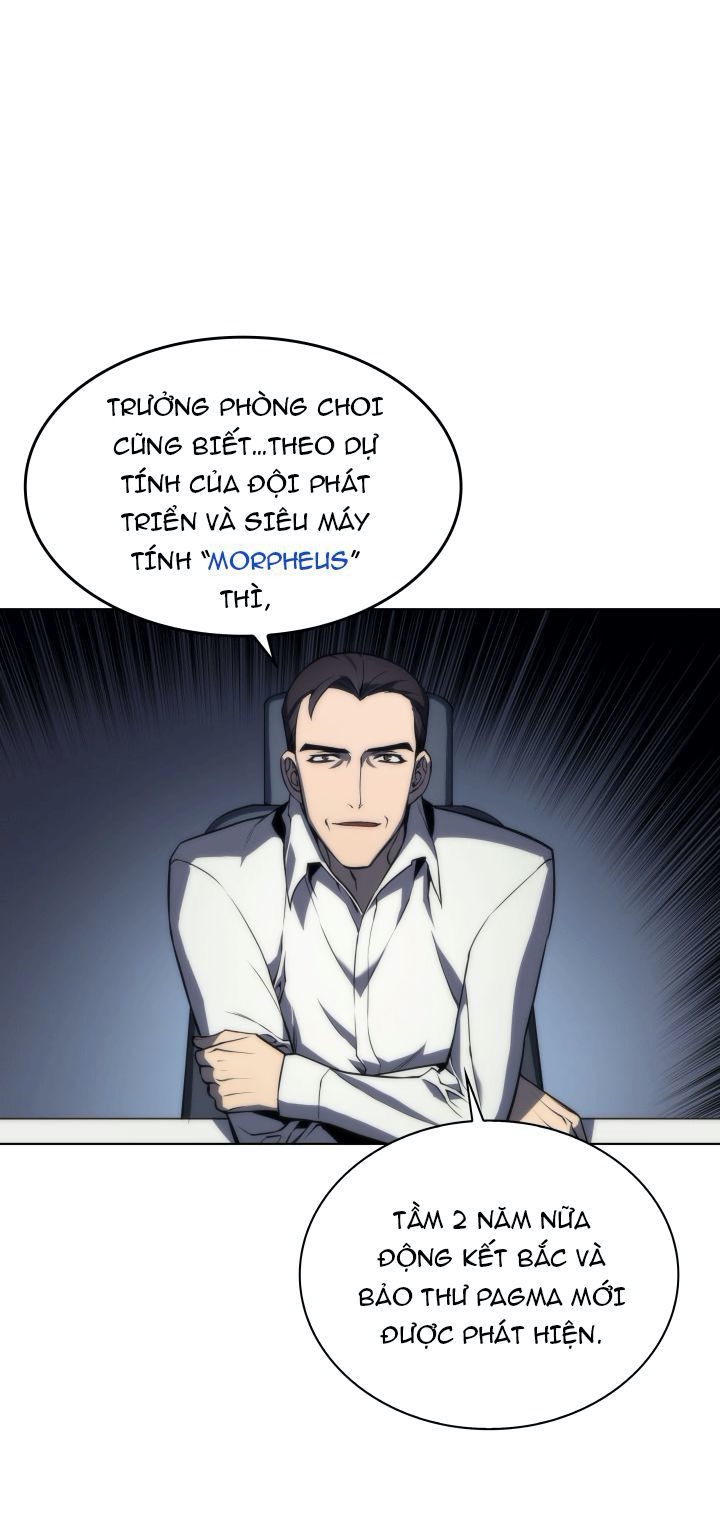 TRƯỞNG PHÒNG CHOI
CŨNG BIẾT...THEO DỰ
TÍNH CỦA ĐỘI PHÁT
TRIỂN VÀ SIÊU MÁY
TÍNH "MORPHEUS"
THÌ,
TẦM 2 NĂM NỮA
ĐỘNG KẾT BẮC VÀ
BẢO THƯ PAGMA MỚI
ĐƯỢC PHÁT HIỆN.